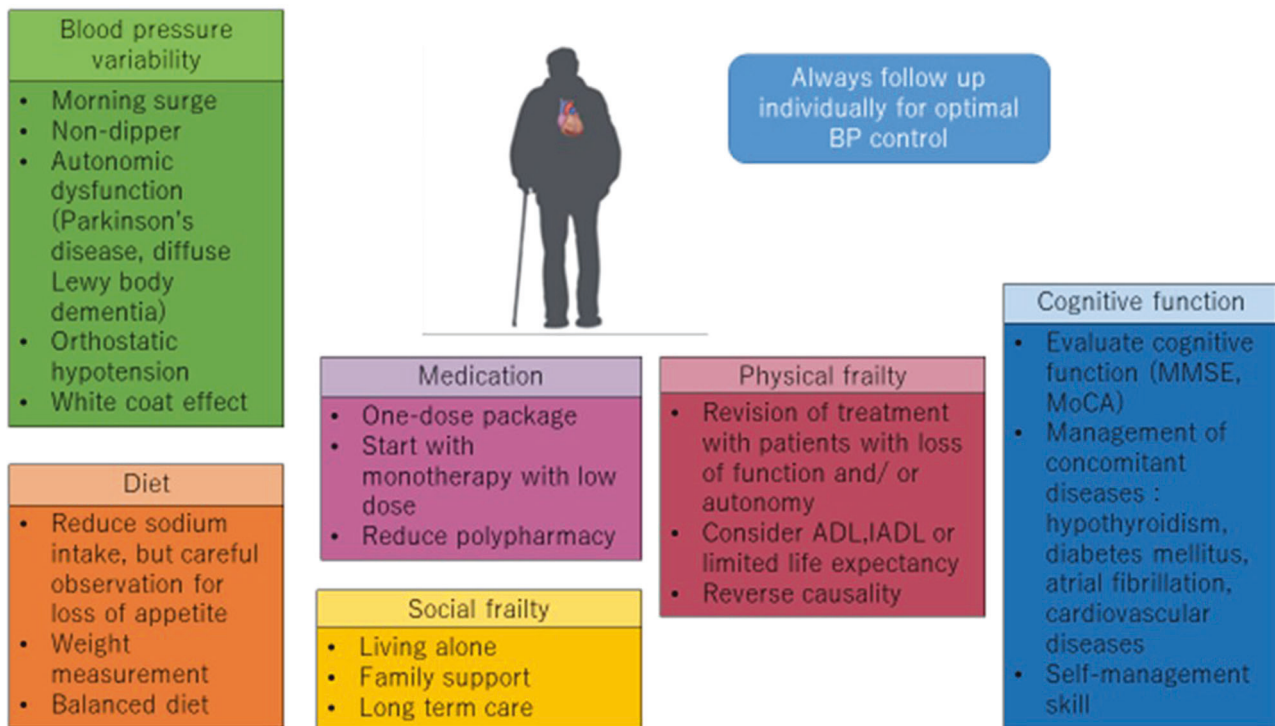 Blood pressure
variability
• Morning surge
• Non-dipper
• Autonomic
dysfunction
(Parkinson's
disease, diffuse
Lewy body
dementia)
• Orthostatic
hypotension
• White coat effect
Diet
• Reduce sodium
intake, but careful
observation for
loss of appetite
• Weight
measurement
• Balanced diet
Always follow up
individually for optimal
BP control
Medication
• One-dose package
• Start with
monotherapy with low
dose
• Reduce polypharmacy
Social frailty
• Living alone
• Family support
• Long term care
Physical frailty
• Revision of treatment
with patients with loss
of function and/ or
autonomy
• Consider ADL,IADL or
limited life expectancy
• Reverse causality
Cognitive function
• Evaluate cognitive
function (MMSE,
MoCA)
• Management of
concomitant
diseases :
hypothyroidism,
diabetes mellitus,
atrial fibrillation,
cardiovascular
diseases
• Self-management
skill